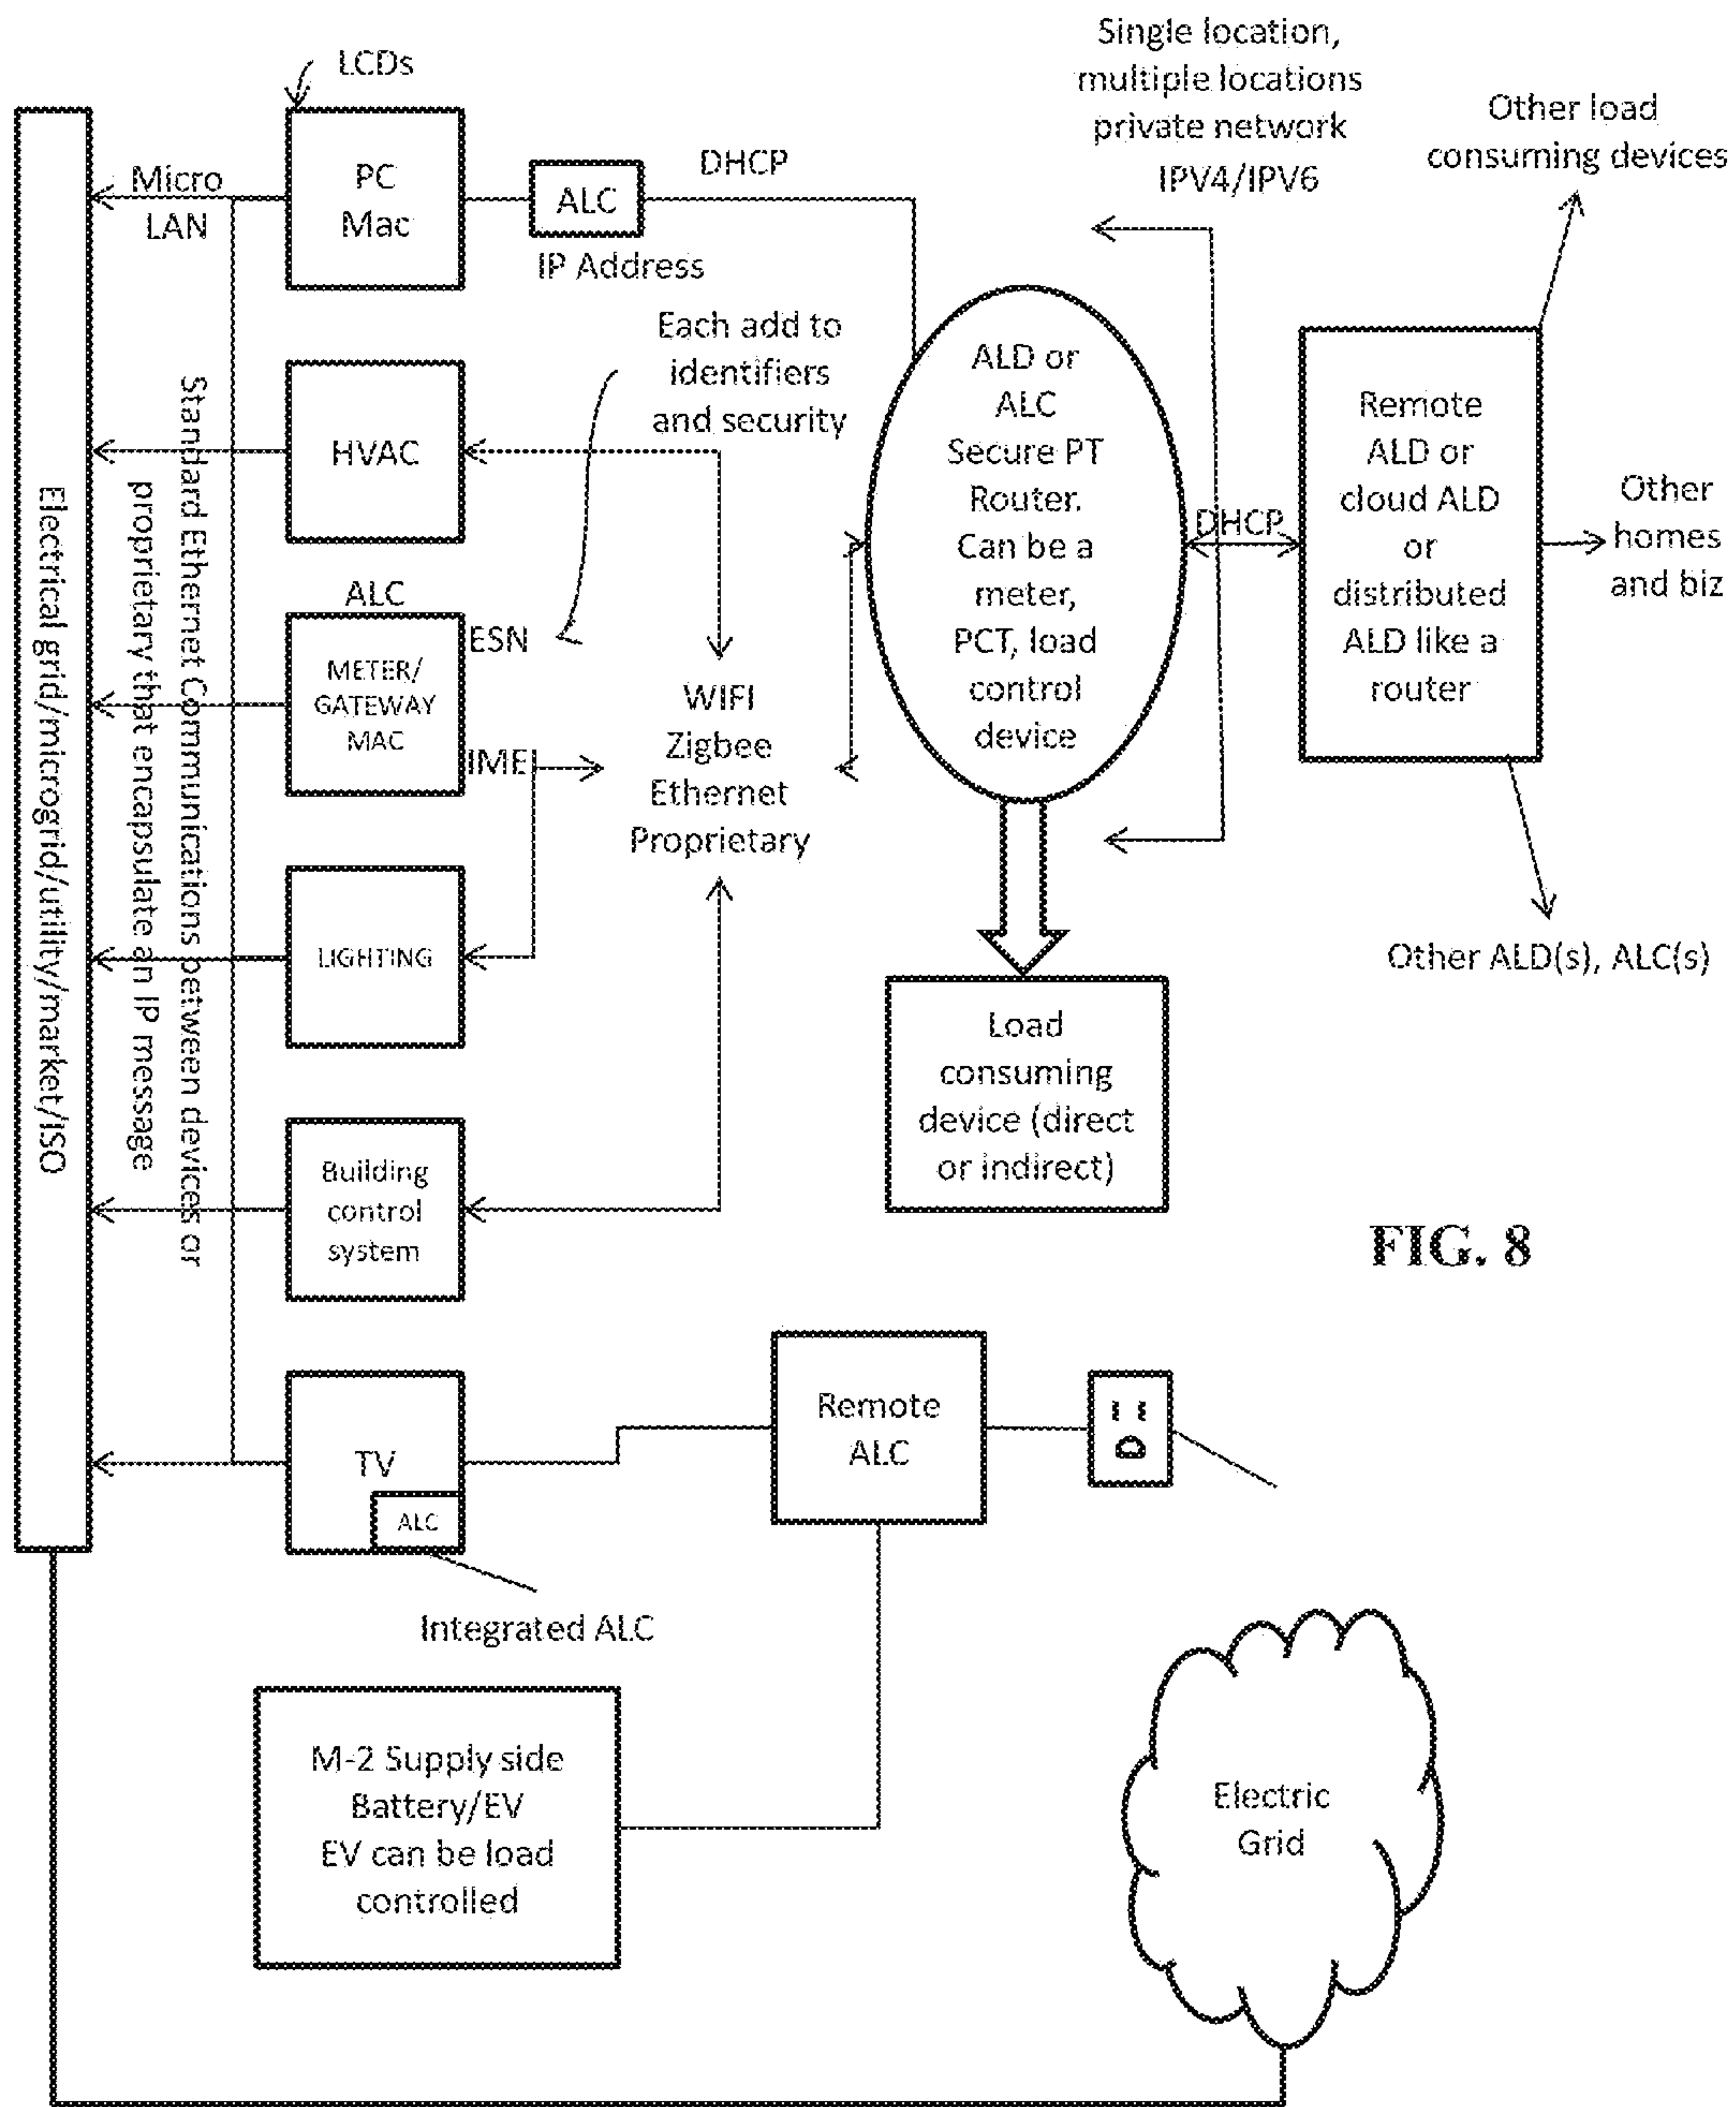 LCDs
Single location,
multiple locations
private network
IPV4/IPV6
Other load
consuming devices
Micro
LAN
PC
Mac
ALC
DHCP
IP Address
Each add to
identifiers
and security
HVAC
ALD or
ALC
Secure PT
Router.
Can be a
meter,
PCT, load
control
device
DHCP
Remote
ALD or
cloud ALD
or
distributed
ALD like a
router
Other
homes
and biz
Electrical grid/microgrid/utility/market/ISO
Standard Ethernet Communications between devices or
proprietary that encapsulate an IP message
ALC
METER/
GATEWAY
MAC
ESN
IMEI
WIFI
Zigbee
Ethernet
Proprietary
LIGHTING
Other ALD(s), ALC(s)
Load
consuming
device (direct
or indirect)
Building
control
system
FIG. 8
TV
ALC
Remote
ALC
Integrated ALC
M-2 Supply side
Battery/EV
EV can be load
controlled
Electric
Grid